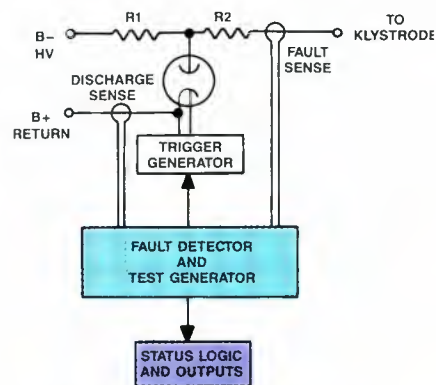 B–
HV
R1
R2
TO
KLYSTRODE
FAULT
SENSE
DISCHARGE
SENSE
B+
RETURN
TRIGGER
GENERATOR
FAULT DETECTOR
AND
TEST GENERATOR
STATUS LOGIC
AND OUTPUTS